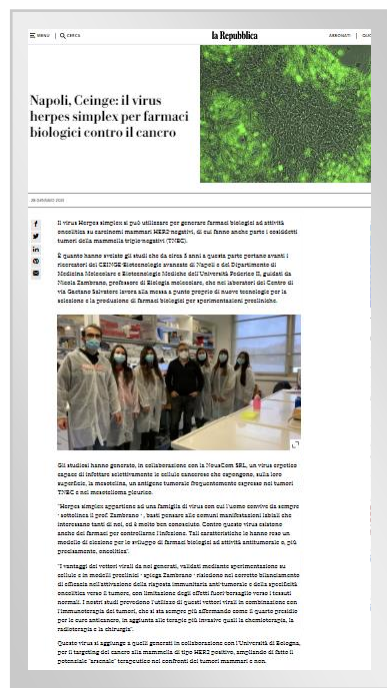 MENU
CERCA
la Repubblica
ABBONATI
QUO
Napoli, Ceinge: il virus
herpes simplex per farmaci
biologici contro il cancro
Il virus Herpes simplex si può utilizzare per generare farmaci biologici ad attività
oncolitica su carcinomi mammari HER2 negativi, di cui fanno anche parte i cosiddetti
tumori della mammella triple-negativi (TNBC).
È quanto hanno svelato gli studi che da circa 5 anni a questa parte portano avanti i
ricercatori del CEINGE-Biotecnologie avanzate di Napoli e del Dipartimento di
Medicina Molecolare e Biotecnologie Mediche dell'Università Federico II, guidati da
Nicola Zambrano, professore di Biologia molecolare, che nei laboratori del Centro di
via Gaetano Salvatore lavora alla messa a punto proprio di nuove tecnologie per la
selezione e la produzione di farmaci biologici per sperimentazioni precliniche.
Gli studiosi hanno generato, in collaborazione con la NousCom SRL, un virus erpetico
capace di infettare selettivamente le cellule cancerose che espongono, sulla loro
superficie, la mesotelina, un antigene tumorale frequentemente espresso nei tumori
TNBC e nel mesotelioma pleurico.
"Herpes simplex appartiene ad una famiglia di virus con cui l'uomo convive da sempre
- sottolinea il prof. Zambrano -, basti pensare alle comuni manifestazioni labiali che
interessano tanti di noi, ed è molto ben conosciuto. Contro questo virus esistono
anche dei farmaci per controllarne l'infezione. Tali caratteristiche lo hanno reso un
modello di elezione per lo sviluppo di farmaci biologici ad attività antitumorale o, più
precisamente, oncolitici".
"I vantaggi dei vettori virali da noi generati, validati mediante sperimentazione su
cellule e in modelli preclinici - spiega Zambrano - risiedono nel corretto bilanciamento
di efficacia nell'attivazione della risposta immunitaria anti-tumorale e della specificità
oncolitica verso il tumore, con limitazione degli effetti fuori bersaglio verso i tessuti
normali. I nostri studi prevedono l'utilizzo di questi vettori virali in combinazione con
l'immunoterapia dei tumori, che si sta sempre più affermando come il quarto presidio
per le cure anticancro, in aggiunta alle terapie più invasive quali la chemioterapia, la
radioterapia e la chirurgia".
Questo virus si aggiunge a quelli generati in collaborazione con l'Università di Bologna,
per il targeting del cancro alla mammella di tipo HER2 positivo, ampliando di fatto il
potenziale "arsenale" terapeutico nei confronti dei tumori mammari e non.